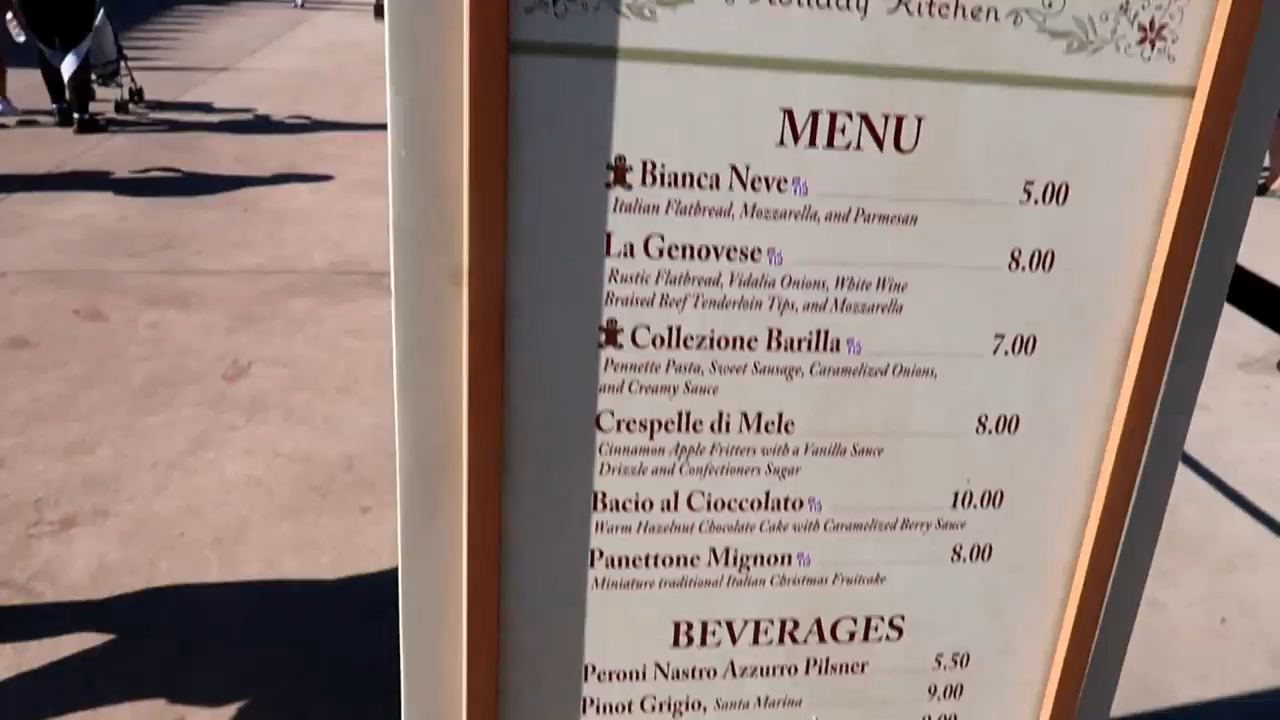 Holiday Kitchen
MENU
Bianca Neve 5.00
Italian Flatbread, Mozzarella, and Parmesan
La Genovese 8.00
Rustic Flatbread, Vidalia Onions, White Wine
Braised Beef Tenderloin Tips, and Mozzarella
Collezione Barilla 7.00
Pennette Pasta, Sweet Sausage, Caramelized Onions,
and Creamy Sauce
Crespelle di Mele 8.00
Cinnamon Apple Fritters with a Vanilla Sauce
Drizzle and Confectioners Sugar
Bacio al Cioccolato 10.00
Warm Hazelnut Chocolate Cake with Caramelized Berry Sauce
Panettone Mignon 8.00
Miniature traditional Italian Christmas Fruitcake
BEVERAGES
Peroni Nastro Azzurro Pilsner 5.50
Pinot Grigio, Santa Marina 9.00